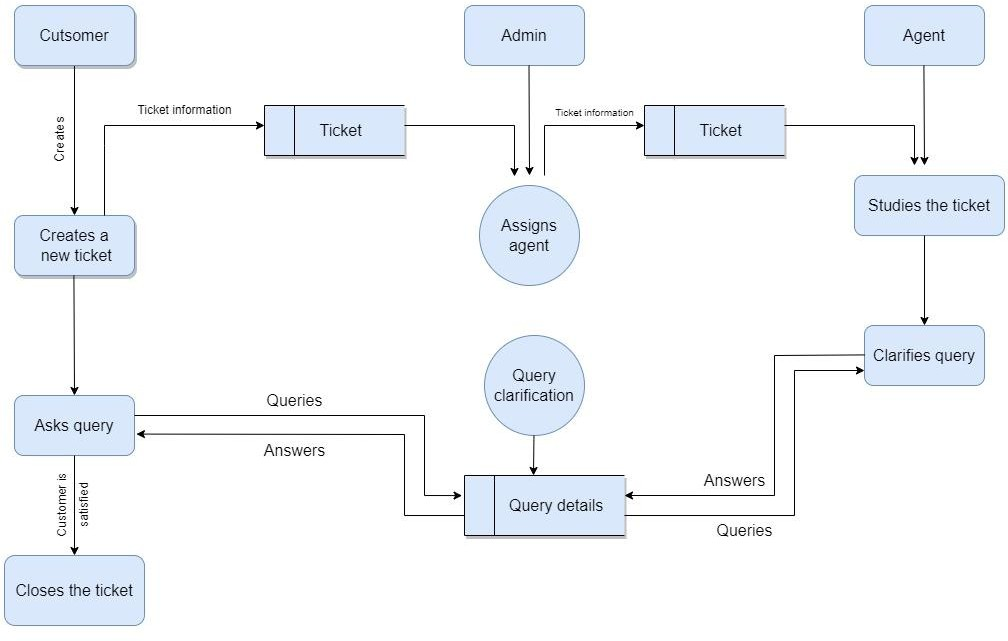 Cutsomer
Admin
Agent
Creates
Ticket information
Ticket
Ticket information
Ticket
Creates a
new ticket
Assigns
agent
Studies the ticket
Query
clarification
Clarifies query
Asks query
Queries
Answers
Query details
Answers
Queries
Customer is
satisfied
Closes the ticket